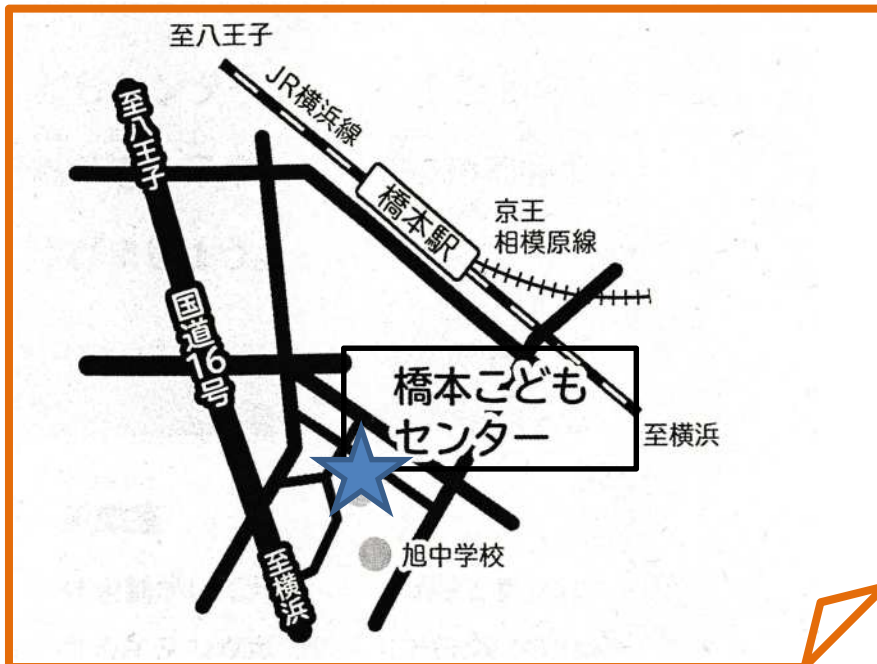 至八王子
JR横浜線
至八王子
橋本駅
京王
相模原線
国道16号
橋本こども
センター
至横浜
旭中学校
至横浜